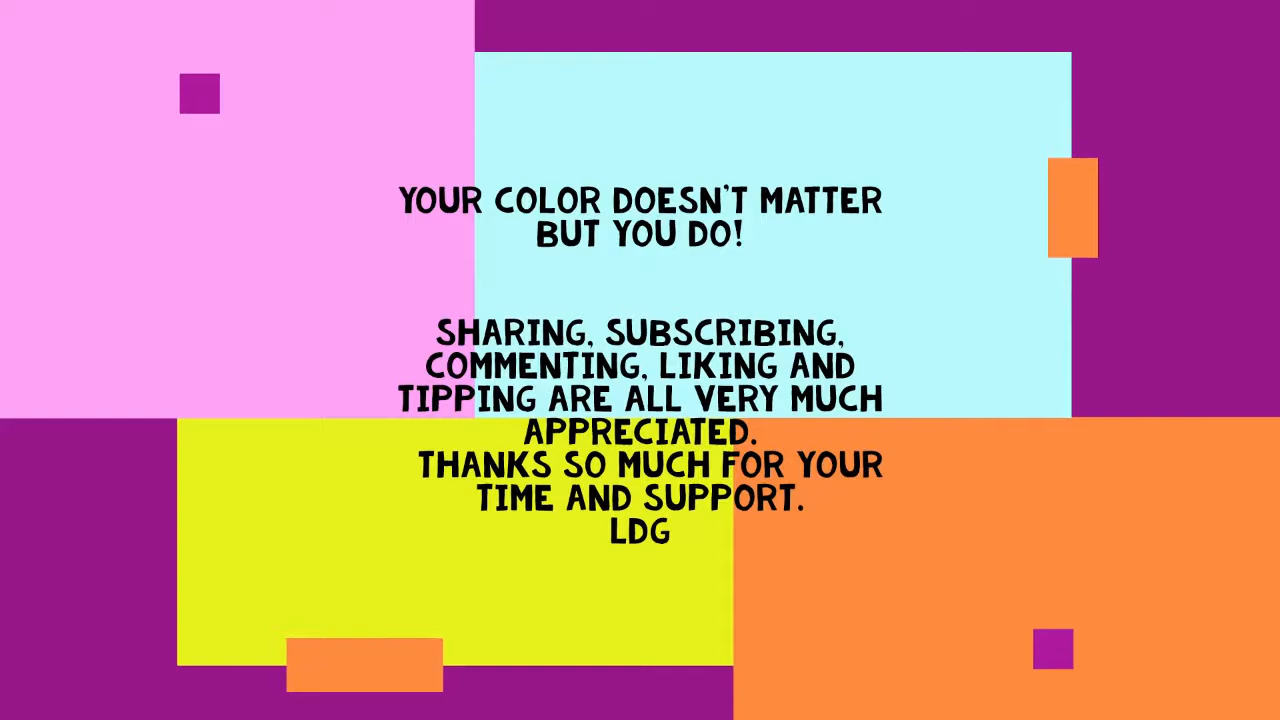 YOUR COLOR DOESN'T MATTER
BUT YOU DO!
SHARING, SUBSCRIBING,
COMMENTING, LIKING AND
TIPPING ARE ALL VERY MUCH
APPRECIATED.
THANKS SO MUCH FOR YOUR
TIME AND SUPPORT.
LDG